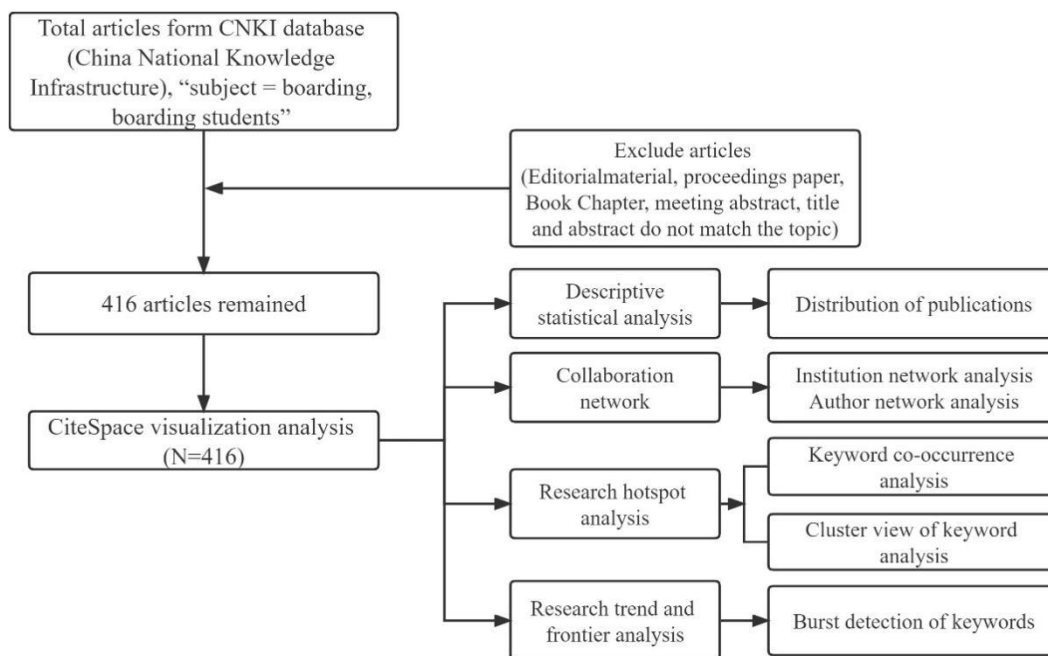 Total articles form CNKI database
(China National Knowledge
Infrastructure), “subject = boarding,
boarding students”
Exclude articles
(Editorialmaterial, proceedings paper,
Book Chapter, meeting abstract, title
and abstract do not match the topic)
416 articles remained
CiteSpace visualization analysis
(N=416)
Descriptive
statistical analysis
Distribution of publications
Collaboration
network
Institution network analysis
Author network analysis
Research hotspot
analysis
Keyword co-occurrence
analysis
Cluster view of keyword
analysis
Research trend and
frontier analysis
Burst detection of keywords